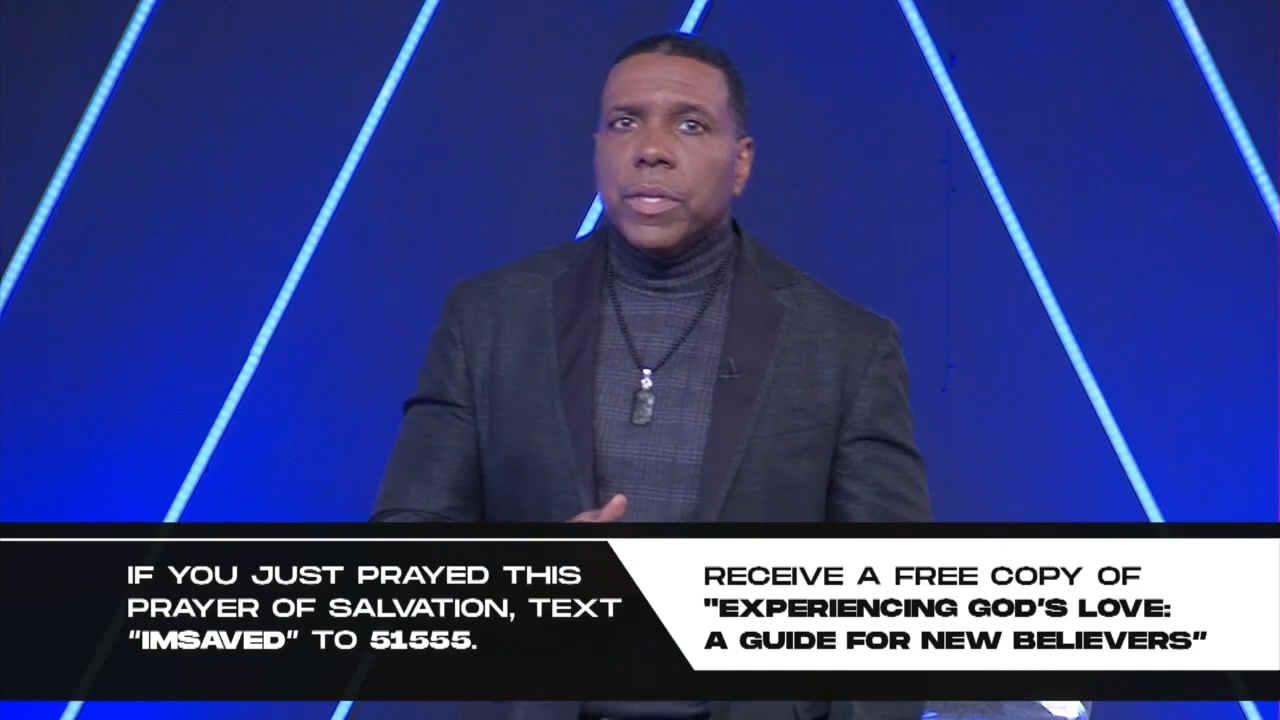 IF YOU JUST PRAYED THIS
PRAYER OF SALVATION, TEXT
“IMSAVED” TO 51555.
RECEIVE A FREE COPY OF
"EXPERIENCING GOD'S LOVE:
A GUIDE FOR NEW BELIEVERS”